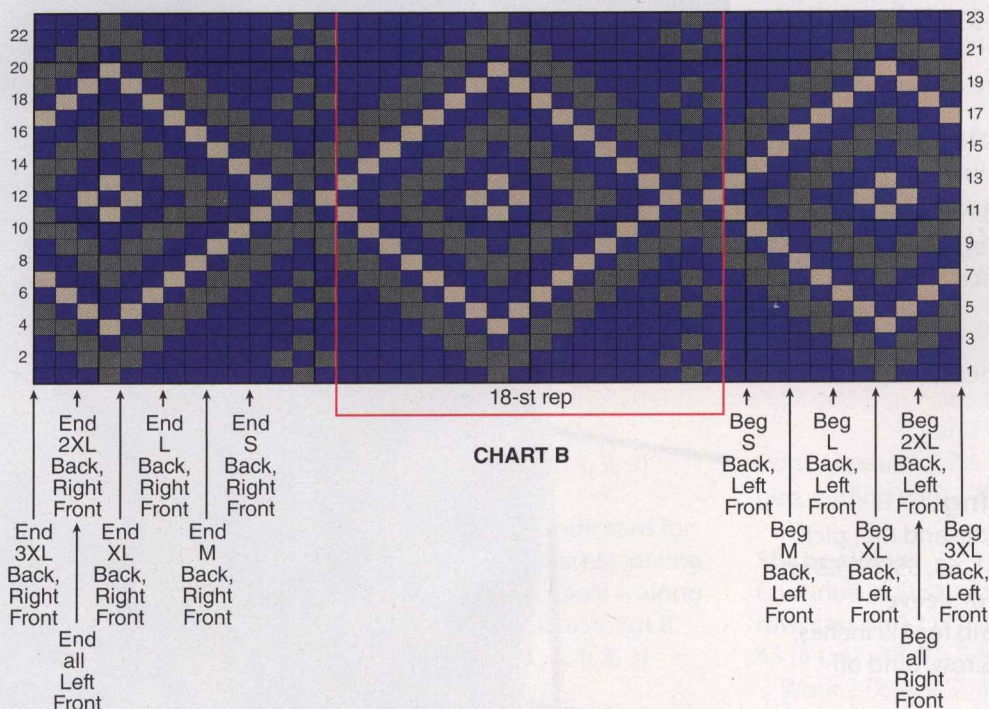 22
20
18
16
14
12
10
8
6
4
2
23
21
19
17
15
13
11
9
7
5
3
1
18-st rep
CHART B
End
3XL
Back,
Right
Front
End
2XL
Back,
Right
Front
End
all
Left
Front
End
XL
Back,
Right
Front
End
L
Back,
Right
Front
End
M
Back,
Right
Front
End
S
Back,
Right
Front
Beg
S
Back,
Left
Front
Beg
M
Back,
Left
Front
Beg
L
Back,
Left
Front
Beg
XL
Back,
Left
Front
Beg
2XL
Back,
Left
Front
Beg
all
Right
Front
Beg
3XL
Back,
Left
Front